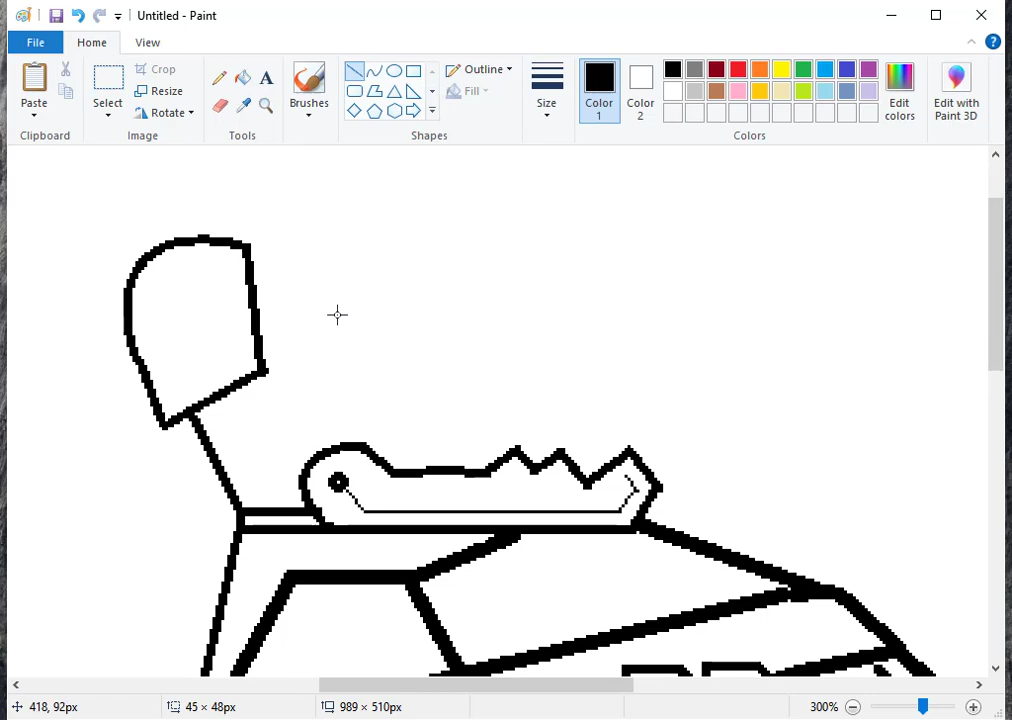 Untitled - Paint
File Home View
Paste
Clipboard
Select
Crop
Resize
Rotate
Image
A
Tools
Brushes
Outline
Fill
Shapes
Size
Color 1
Color 2
Edit colors
Colors
Edit with Paint 3D
?
418, 92px
45 × 48px
989 × 510px
300%